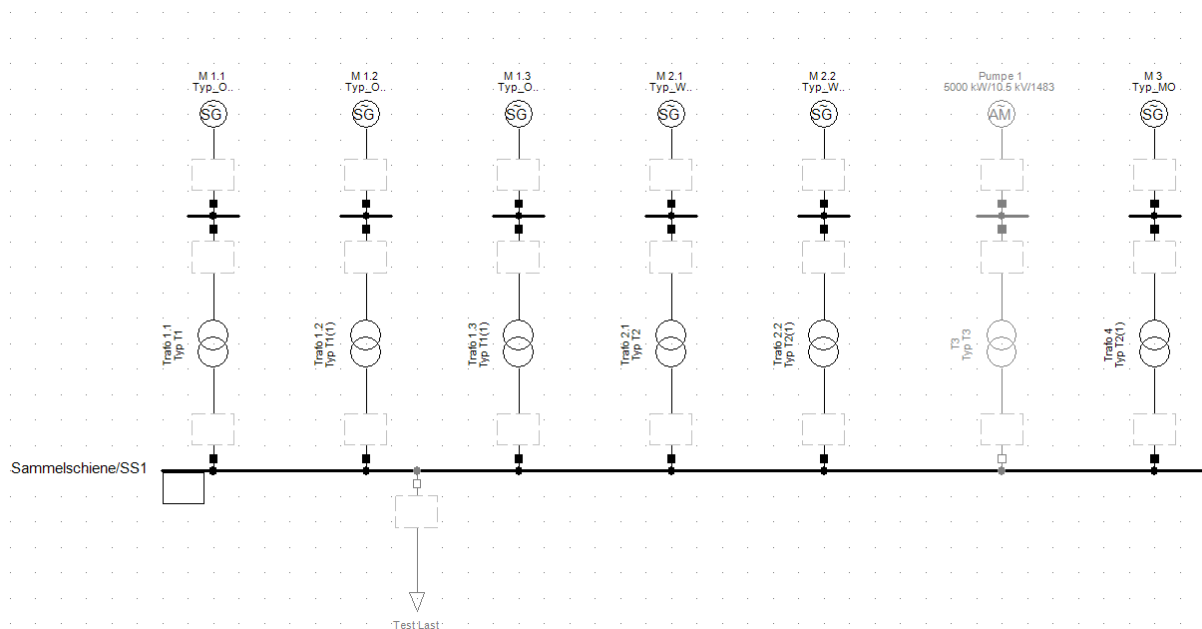 M 1.1
Typ_O..
M 1.2
Typ_O..
M 1.3
Typ_O..
M 2.1
Typ_W..
M 2.2
Typ_W..
Pumpe 1
5000 kW/10.5 kV/1483
M 3
Typ_MO
SG
SG
SG
SG
SG
AM
SG
Trafo 1.1
Typ T1
Trafo 1.2
Typ T1(1)
Trafo 1.3
Typ T1(1)
Trafo 2.1
Typ T2
Trafo 2.2
Typ T2(1)
T3
Typ T3
Trafo 4
Typ T2(1)
Sammelschiene/SS1
Test Last